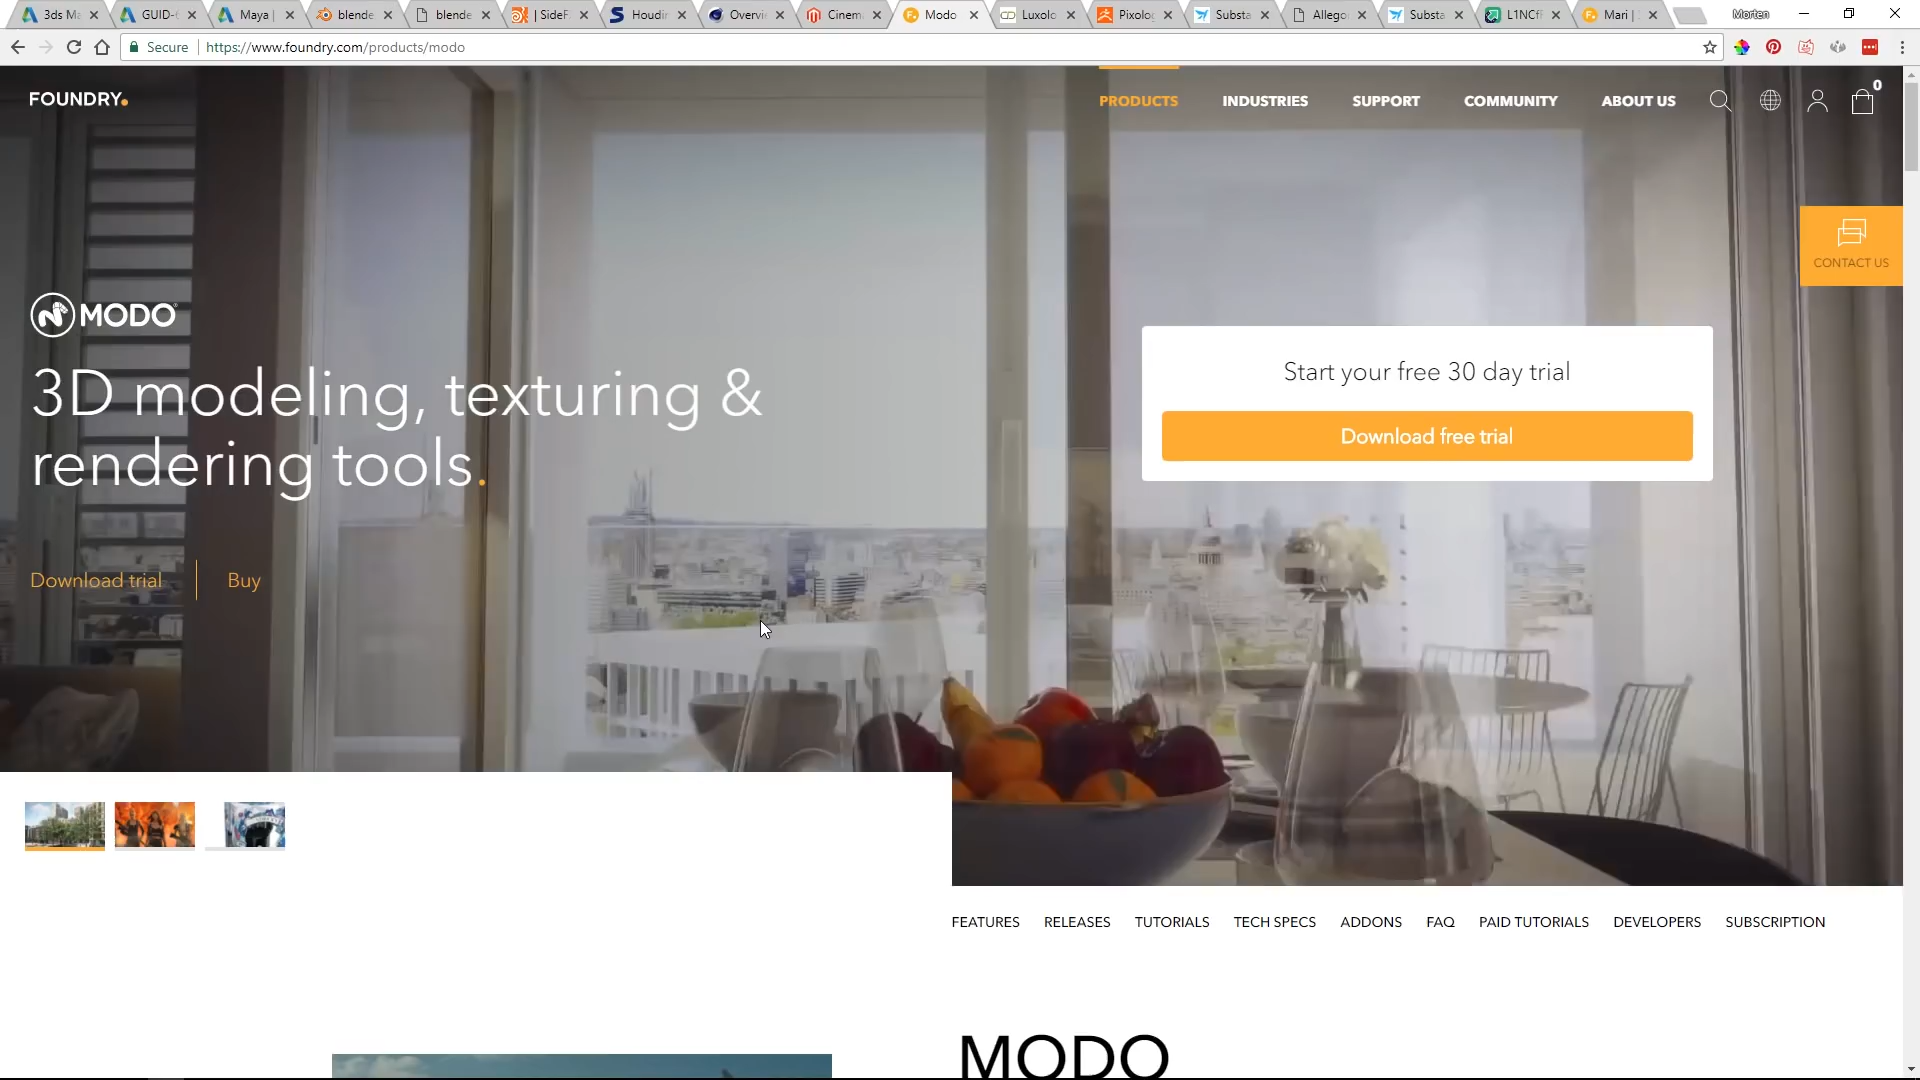 3ds Ma
GUID-
Maya |
blende
blende
| SideF
Houdin
Overvi
Cinem
Modo
Luxolo
Pixolo
Substa
Allego
Substa
L1NCf
Mari |
Morten
Secure
https://www.foundry.com/products/modo
FOUNDRY.
PRODUCTS
INDUSTRIES
SUPPORT
COMMUNITY
ABOUT US
0
CONTACT US
MODO
3D modeling, texturing &
rendering tools.
Start your free 30 day trial
Download free trial
Download trial
Buy
FEATURES
RELEASES
TUTORIALS
TECH SPECS
ADDONS
FAQ
PAID TUTORIALS
DEVELOPERS
SUBSCRIPTION
MODO